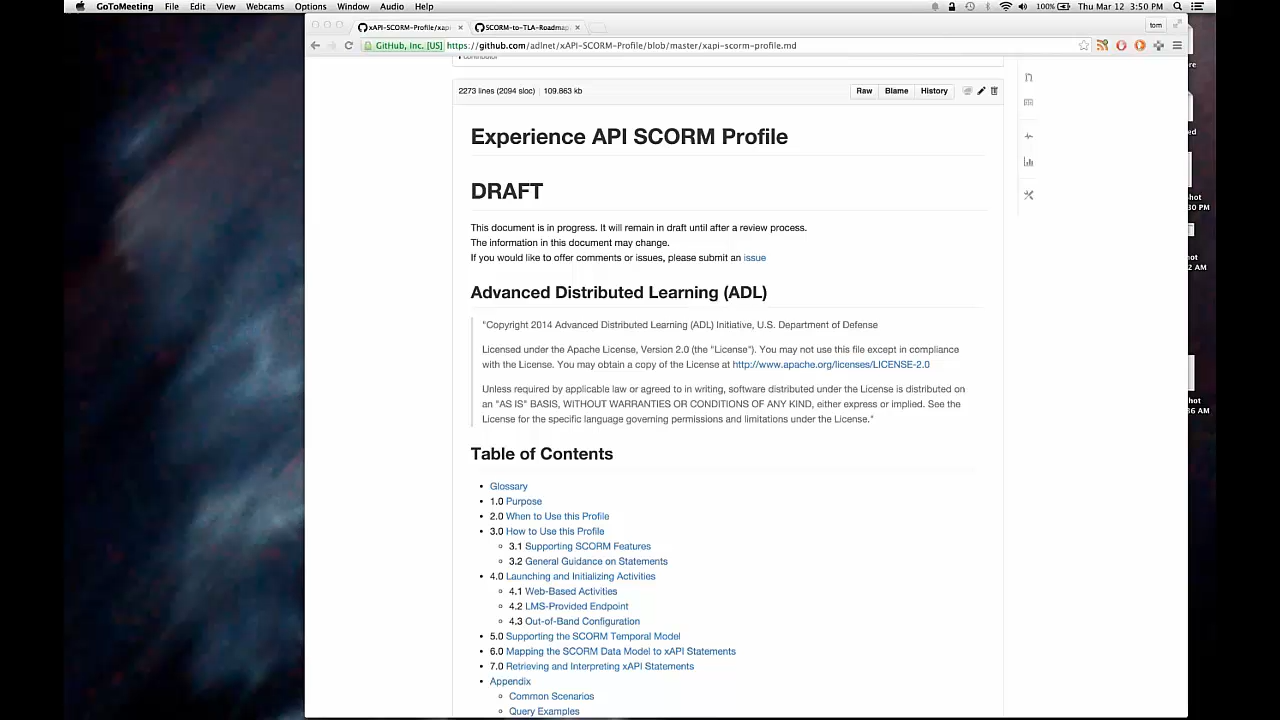 GoToMeeting File Edit View Webcams Options Window Audio Help 100% Thu Mar 12 3:50 PM
xAPI-SCORM-Profile/xapi SCORM-to-TLA-Roadmap tom
GitHub, Inc. [US] https://github.com/adlnet/xAPI-SCORM-Profile/blob/master/xapi-scorm-profile.md
1 contributor
2273 lines (2094 sloc) 109.863 kb Raw Blame History
Experience API SCORM Profile
DRAFT
This document is in progress. It will remain in draft until after a review process.
The information in this document may change.
If you would like to offer comments or issues, please submit an issue
Advanced Distributed Learning (ADL)
"Copyright 2014 Advanced Distributed Learning (ADL) Initiative, U.S. Department of Defense
Licensed under the Apache License, Version 2.0 (the "License"). You may not use this file except in compliance
with the License. You may obtain a copy of the License at http://www.apache.org/licenses/LICENSE-2.0
Unless required by applicable law or agreed to in writing, software distributed under the License is distributed on
an "AS IS" BASIS, WITHOUT WARRANTIES OR CONDITIONS OF ANY KIND, either express or implied. See the
License for the specific language governing permissions and limitations under the License."
Table of Contents
• Glossary
• 1.0 Purpose
• 2.0 When to Use this Profile
• 3.0 How to Use this Profile
○ 3.1 Supporting SCORM Features
○ 3.2 General Guidance on Statements
• 4.0 Launching and Initializing Activities
○ 4.1 Web-Based Activities
○ 4.2 LMS-Provided Endpoint
○ 4.3 Out-of-Band Configuration
• 5.0 Supporting the SCORM Temporal Model
• 6.0 Mapping the SCORM Data Model to xAPI Statements
• 7.0 Retrieving and Interpreting xAPI Statements
• Appendix
○ Common Scenarios
○ Query Examples